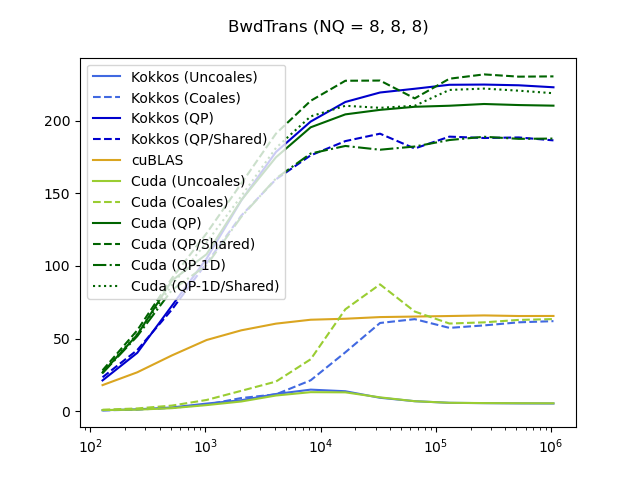 BwdTrans (NQ = 8, 8, 8)
Kokkos (Uncoales)
Kokkos (Coales)
Kokkos (QP)
Kokkos (QP/Shared)
cuBLAS
Cuda (Uncoales)
Cuda (Coales)
Cuda (QP)
Cuda (QP/Shared)
Cuda (QP-1D)
Cuda (QP-1D/Shared)
200
150
100
50
0
10² 10³ 10⁴ 10⁵ 10⁶